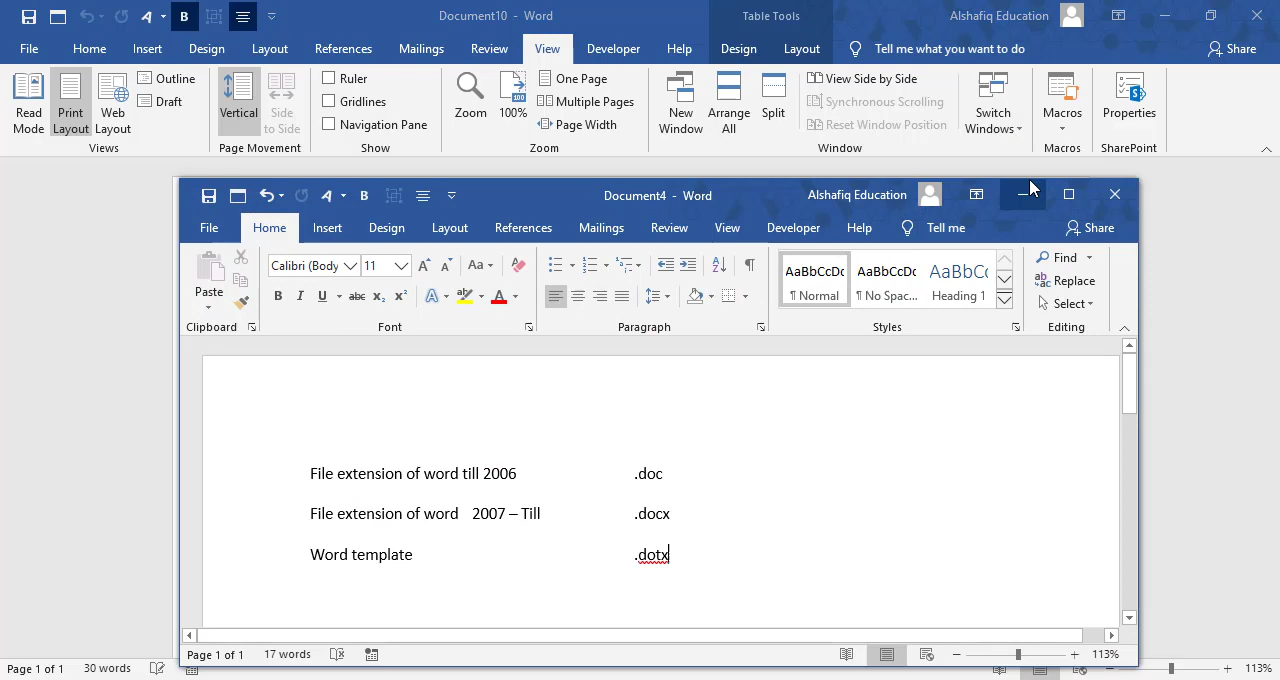 Document10 - Word
Table Tools
Alshafiq Education
File Home Insert Design Layout References Mailings Review View Developer Help Design Layout Tell me what you want to do Share
Read Mode
Print Layout
Web Layout
Outline
Draft
Views
Vertical
Side to Side
Page Movement
Ruler
Gridlines
Navigation Pane
Show
Zoom
100
100%
One Page
Multiple Pages
Page Width
Zoom
New Window
Arrange All
Split
View Side by Side
Synchronous Scrolling
Reset Window Position
Window
Switch Windows
Macros
Macros
Properties
SharePoint
Document4 - Word
Alshafiq Education
File Home Insert Design Layout References Mailings Review View Developer Help Tell me Share
Paste
Clipboard
Calibri (Body 11
B I U abc X₂ X² A A
Font
Paragraph
AaBbCcDc AaBbCcDc AaBbCc
¶ Normal ¶ No Spac... Heading 1
Styles
Find
Replace
Select
Editing
File extension of word till 2006 .doc
File extension of word 2007 – Till .docx
Word template .dotx
Page 1 of 1 17 words 113%
Page 1 of 1 30 words 113%